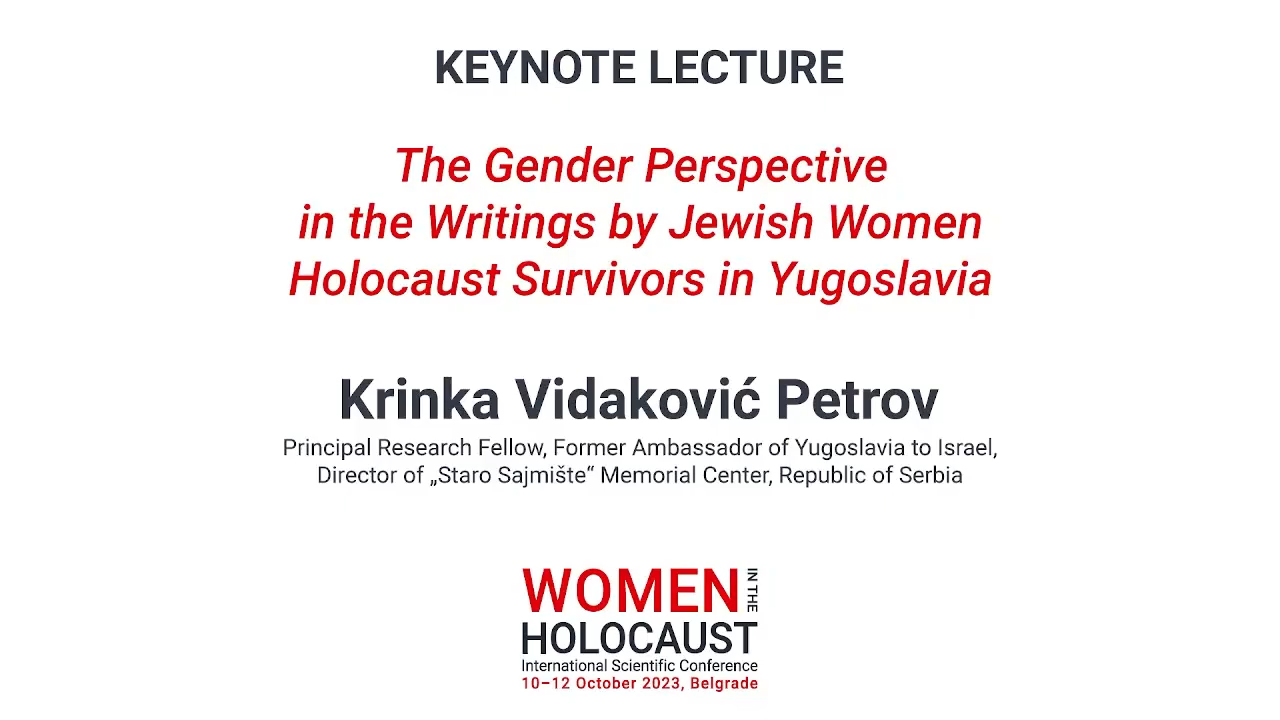 KEYNOTE LECTURE
The Gender Perspective
in the Writings by Jewish Women
Holocaust Survivors in Yugoslavia
Krinka Vidaković Petrov
Principal Research Fellow, Former Ambassador of Yugoslavia to Israel,
Director of „Staro Sajmište“ Memorial Center, Republic of Serbia
WOMEN IN THE
HOLOCAUST
International Scientific Conference
10–12 October 2023, Belgrade